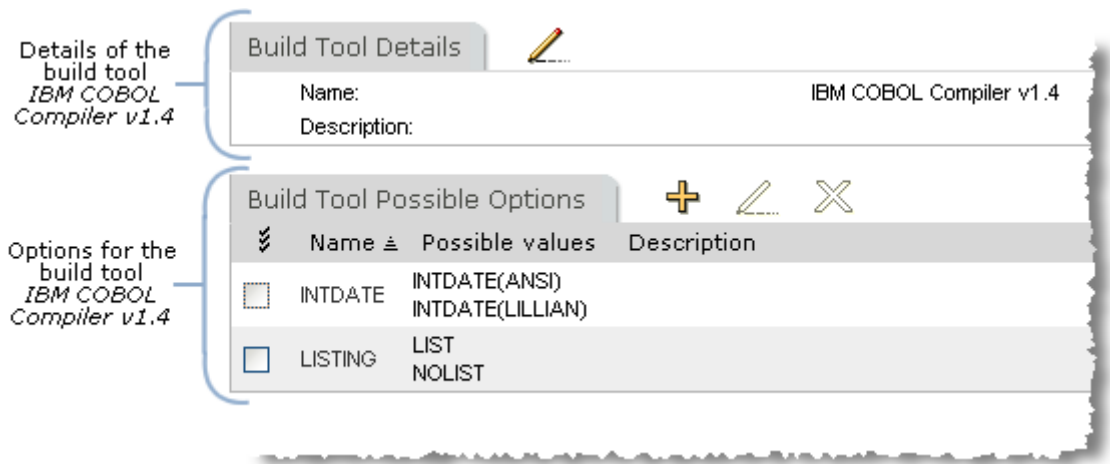 Details of the
build tool
IBM COBOL
Compiler v1.4
Build Tool Details
Name: IBM COBOL Compiler v1.4
Description:
Options for the
build tool
IBM COBOL
Compiler v1.4
Build Tool Possible Options
Name Possible values Description
INTDATE
INTDATE(ANSI)
INTDATE(LILLIAN)
LISTING
LIST
NOLIST